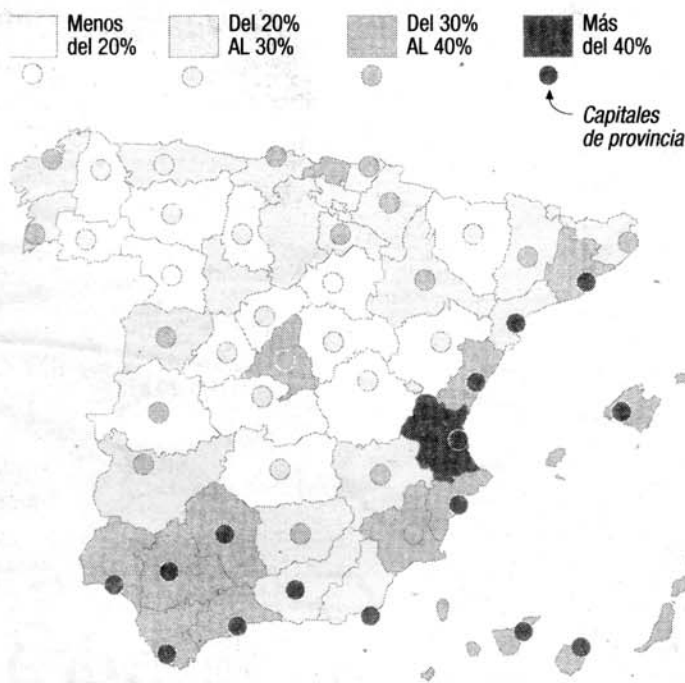 Menos
del 20%
Del 20%
AL 30%
Del 30%
AL 40%
Más
del 40%
Capitales
de provincia